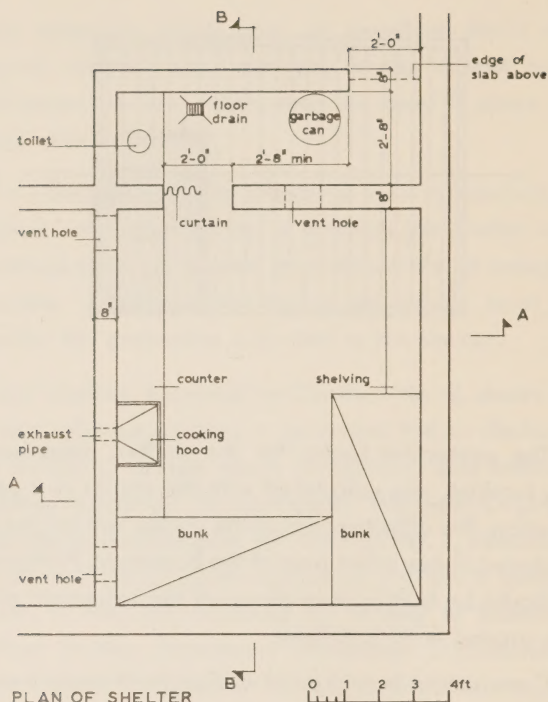 B
2'-0"
edge of
slab above
8"
floor
drain
garbage
can
toilet
2'-8"
2'-0"
2'-8" min
8"
curtain
vent hole
vent hole
8"
A
counter
shelving
exhaust
pipe
cooking
hood
A
bunk
bunk
vent hole
B
PLAN OF SHELTER
0 1 2 3 4ft